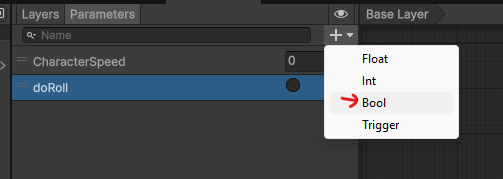 Layers Parameters Base Layer
Name
CharacterSpeed 0
doRoll
Float
Int
Bool
Trigger